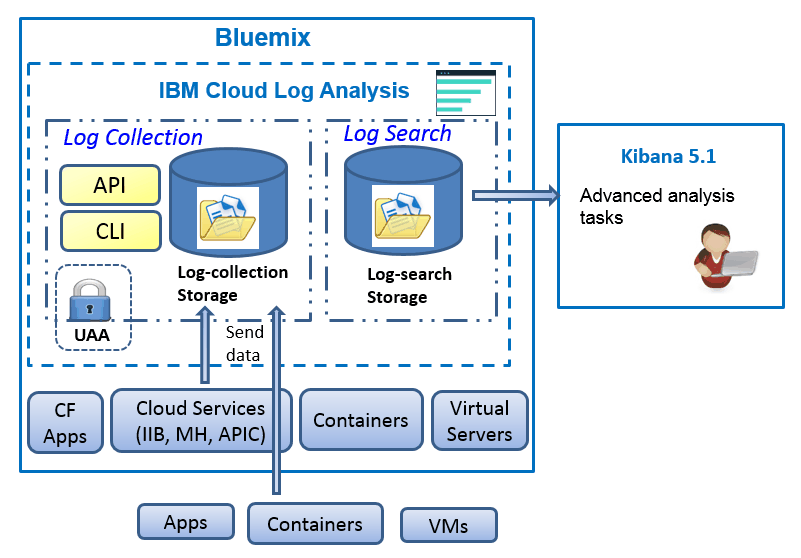 Bluemix
IBM Cloud Log Analysis
Log Collection
API
CLI
UAA
Log-collection
Storage
Log Search
Log-search
Storage
Kibana 5.1
Advanced analysis
tasks
Send
data
CF
Apps
Cloud Services
(IIB, MH, APIC)
Containers
Virtual
Servers
Apps
Containers
VMs